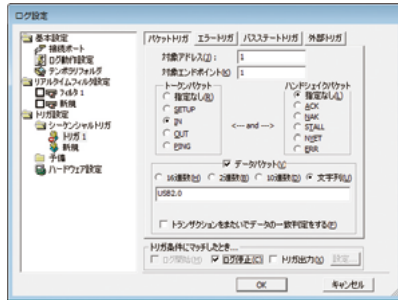 ログ設定
基本設定
接続ポート
ログ動作設定
テンポラリフォルダ
リアルタイムフィルタ設定
フィルタ1
新規
トリガ設定
シーケンシャルトリガ
トリガ1
新規
予備
ハードウェア設定
パケットトリガ エラートリガ バスステートトリガ 外部トリガ
対象アドレス(J): 1
対象エンドポイント(K) 1
トークンパケット
指定なし(R)
SETUP
IN
OUT
PING
<--- and --->
ハンドシェイクパケット
指定なし(L)
ACK
NAK
STALL
NYET
ERR
データパケット(V)
16進数(H) 2進数(B) 10進数(D) 文字列(U)
USB2.0
トランザクションをまたいでデータの一致判定をする(P)
トリガ条件にマッチしたとき...
ログ開始(M) ログ停止(C) トリガ出力(X) 設定...
OK キャンセル